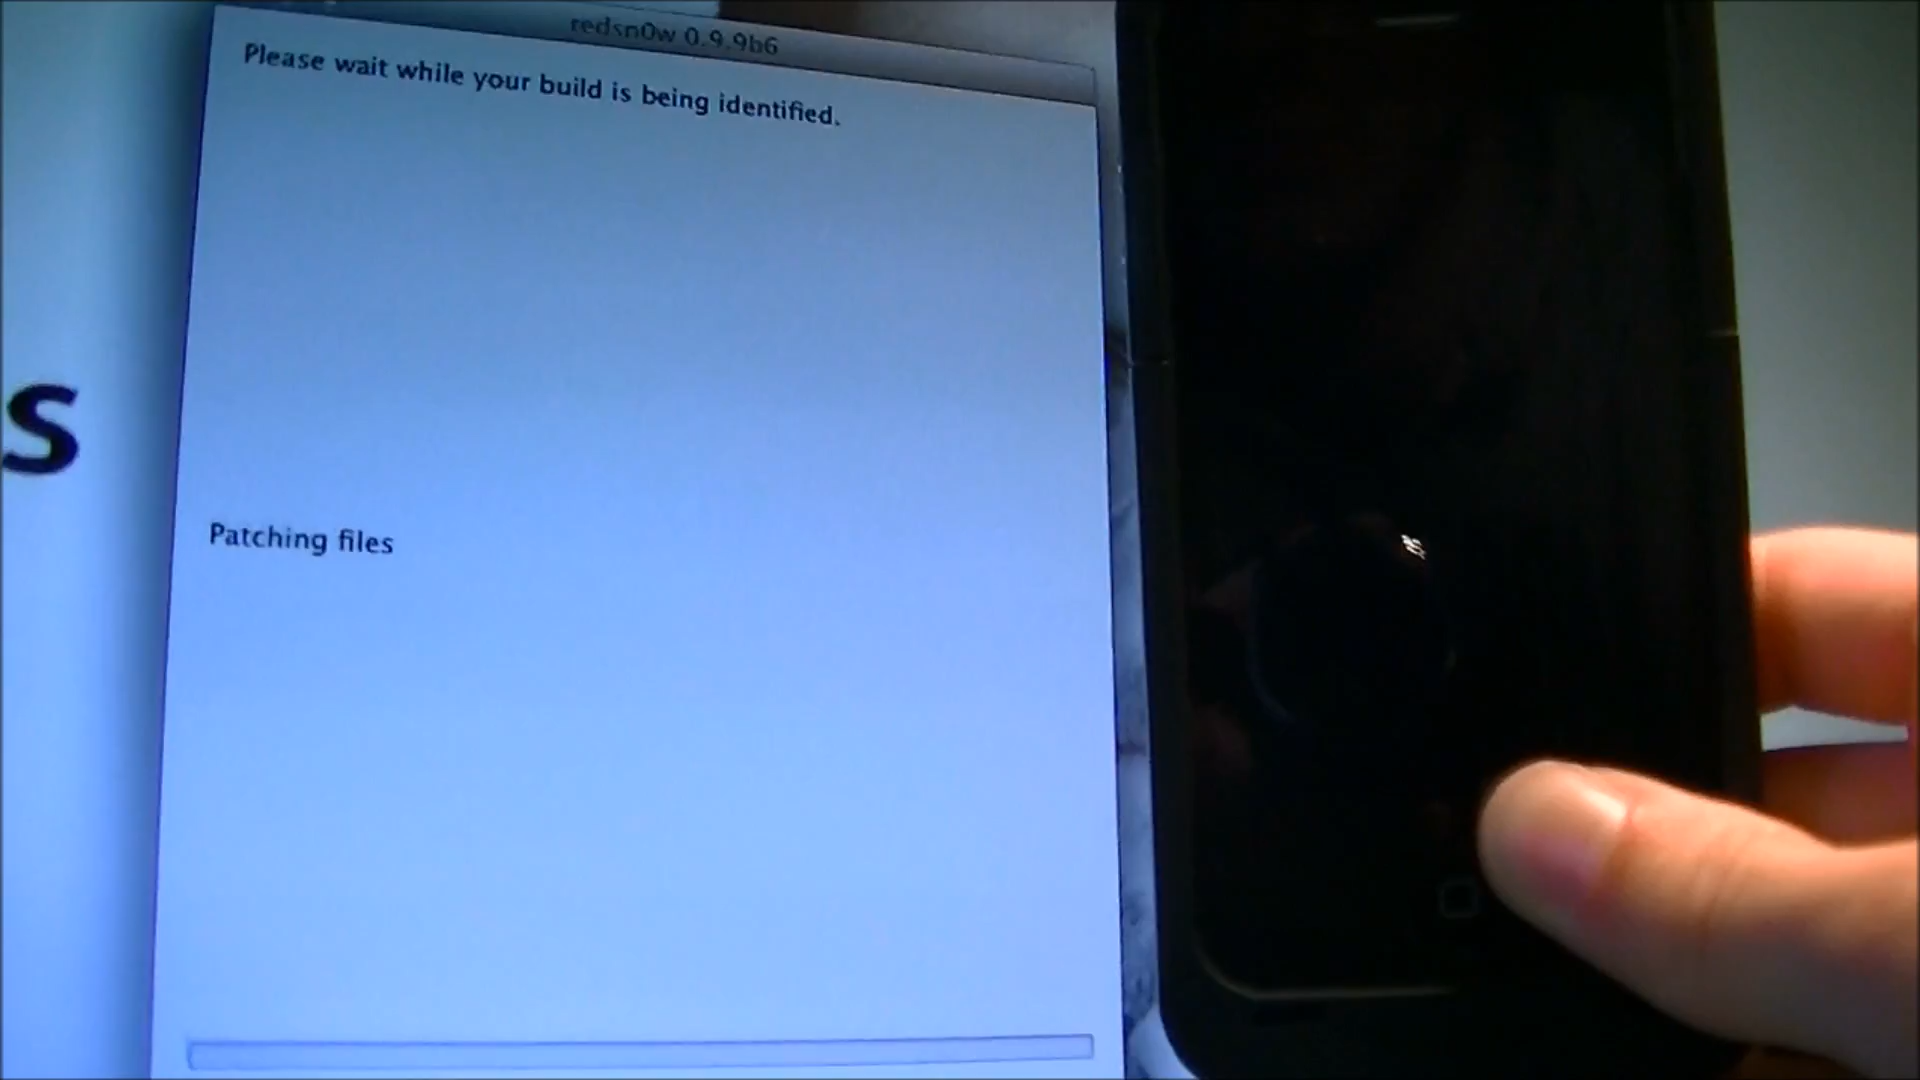 redsn0w 0.9.9b6
Please wait while your build is being identified.
S
Patching files